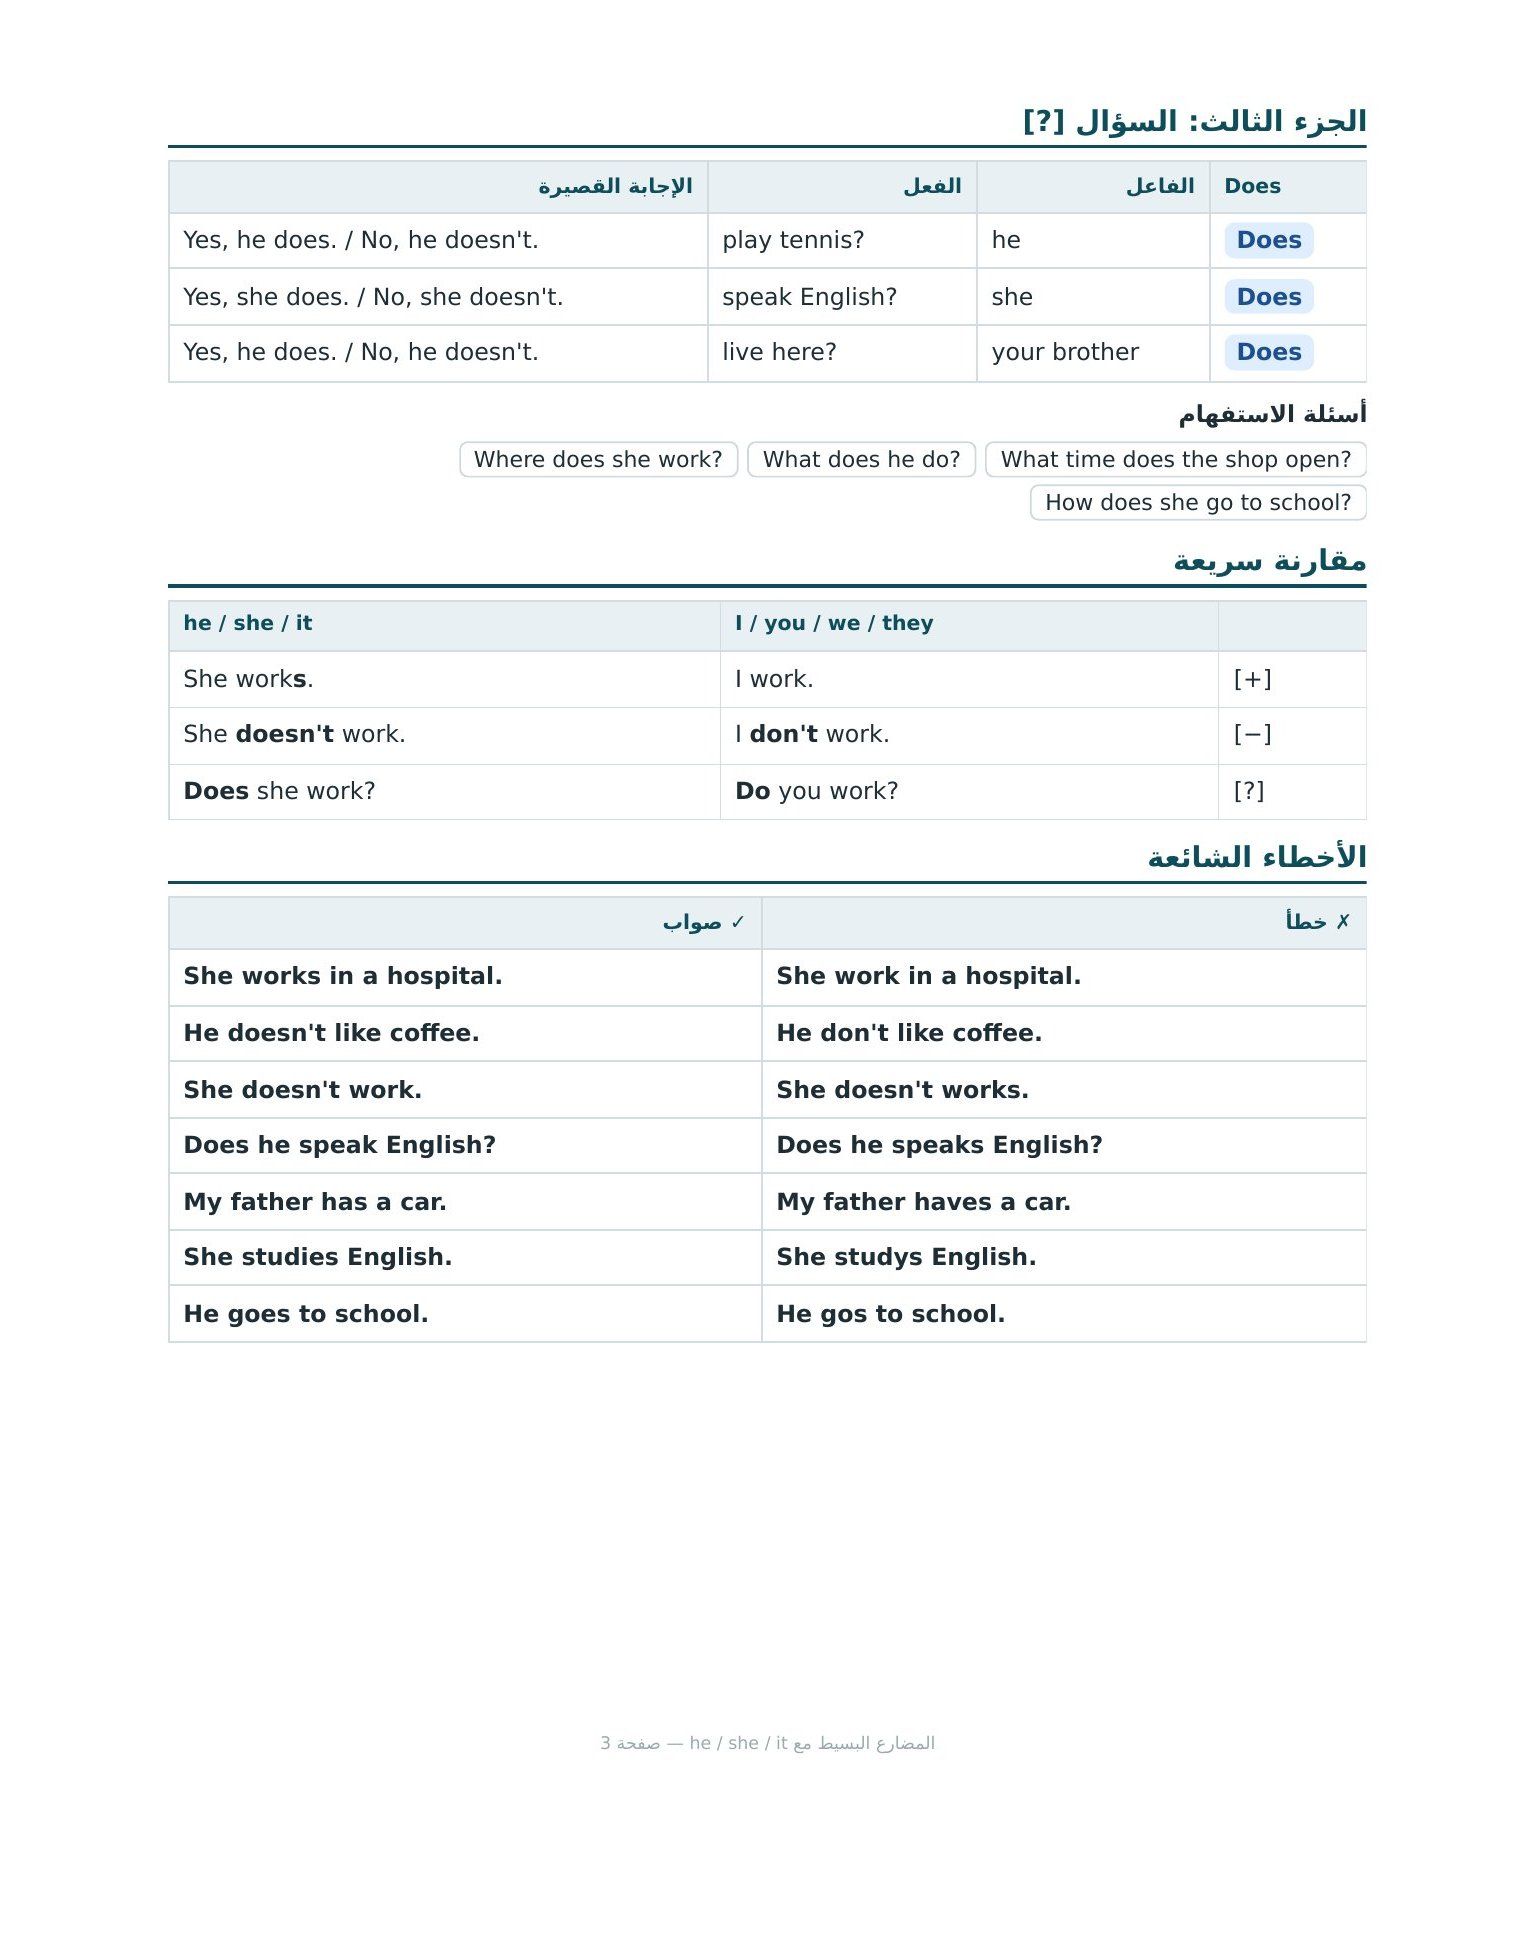 الجزء الثالث: السؤال [?]
Does الفاعل الفعل الإجابة القصيرة
Does he play tennis? Yes, he does. / No, he doesn't.
Does she speak English? Yes, she does. / No, she doesn't.
Does your brother live here? Yes, he does. / No, he doesn't.
أسئلة الاستفهام
What time does the shop open? What does he do? Where does she work?
How does she go to school?
مقارنة سريعة
I / you / we / they he / she / it
[+] I work. She works.
[−] I don't work. She doesn't work.
[?] Do you work? Does she work?
الأخطاء الشائعة
✗ خطأ ✓ صواب
She work in a hospital. She works in a hospital.
He don't like coffee. He doesn't like coffee.
She doesn't works. She doesn't work.
Does he speaks English? Does he speak English?
My father haves a car. My father has a car.
She studys English. She studies English.
He gos to school. He goes to school.
المضارع البسيط مع he / she / it — صفحة 3